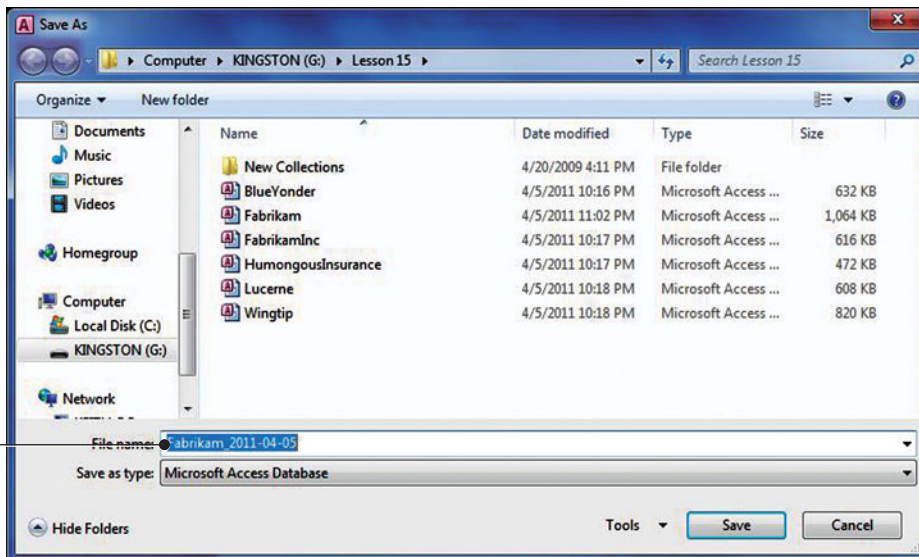 Save As
Computer KINGSTON (G:) Lesson 15 Search Lesson 15
Organize New folder
Documents
Music
Pictures
Videos
Homegroup
Computer
Local Disk (C:)
KINGSTON (G:)
Network
Name Date modified Type Size
New Collections 4/20/2009 4:11 PM File folder
BlueYonder 4/5/2011 10:16 PM Microsoft Access ... 632 KB
Fabrikam 4/5/2011 11:02 PM Microsoft Access ... 1,064 KB
FabrikamInc 4/5/2011 10:17 PM Microsoft Access ... 616 KB
HumongousInsurance 4/5/2011 10:17 PM Microsoft Access ... 472 KB
Lucerne 4/5/2011 10:18 PM Microsoft Access ... 608 KB
Wingtip 4/5/2011 10:18 PM Microsoft Access ... 820 KB
File name: Fabrikam_2011-04-05
Save as type: Microsoft Access Database
Hide Folders Tools Save Cancel